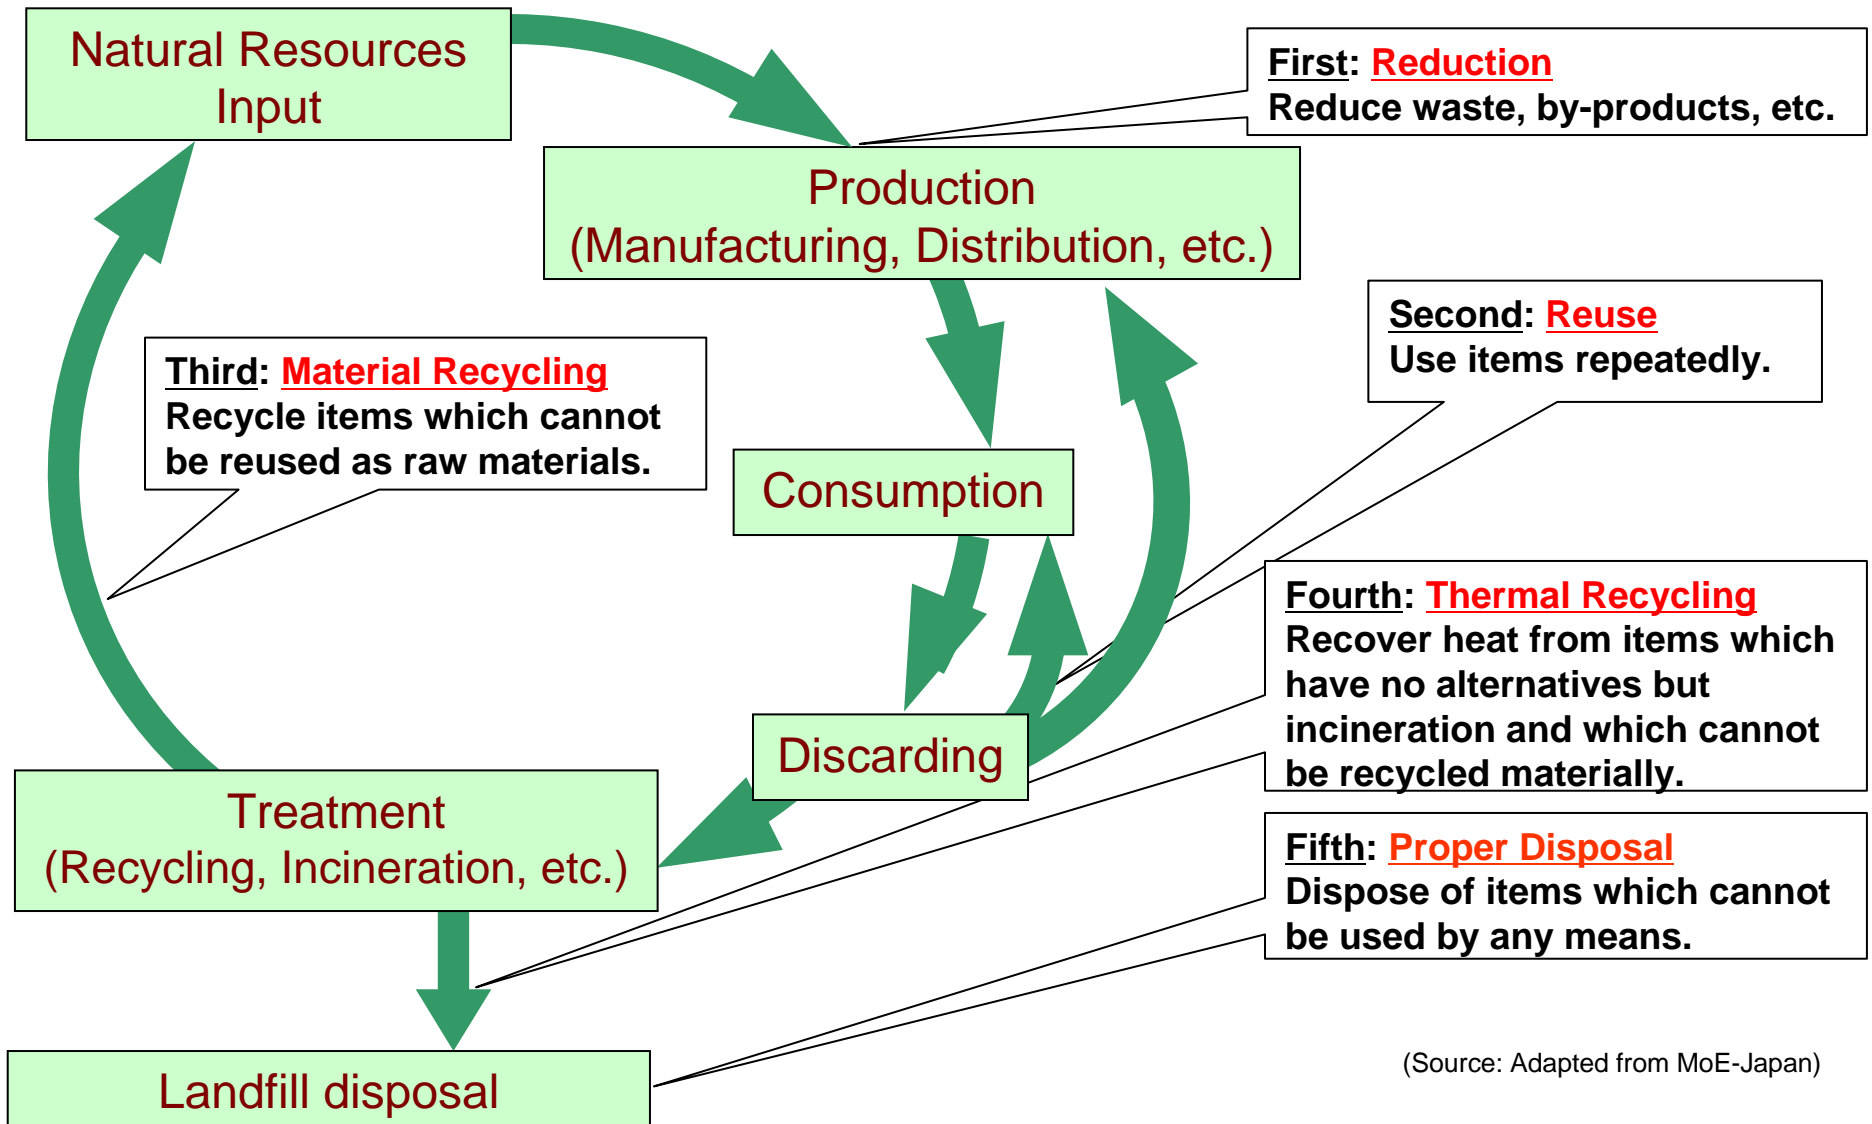 Natural Resources
Input
First: Reduction
Reduce waste, by-products, etc.
Production
(Manufacturing, Distribution, etc.)
Second: Reuse
Use items repeatedly.
Third: Material Recycling
Recycle items which cannot
be reused as raw materials.
Consumption
Fourth: Thermal Recycling
Recover heat from items which
have no alternatives but
incineration and which cannot
be recycled materially.
Discarding
Treatment
(Recycling, Incineration, etc.)
Fifth: Proper Disposal
Dispose of items which cannot
be used by any means.
(Source: Adapted from MoE-Japan)
Landfill disposal